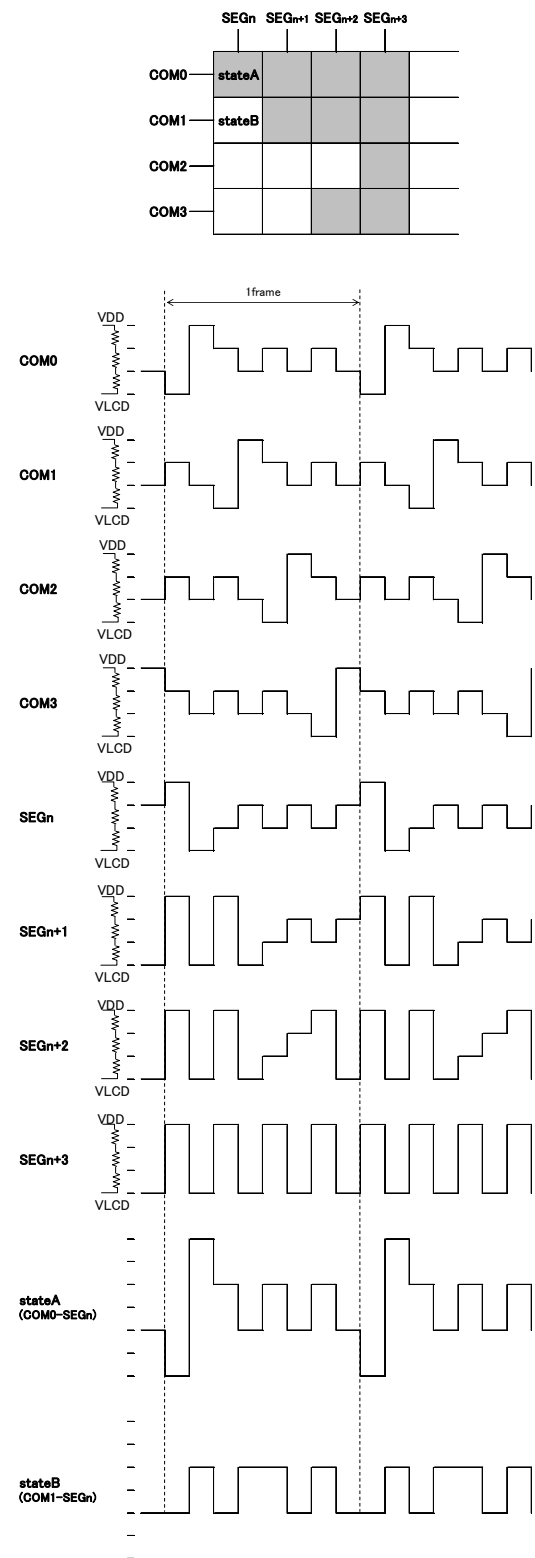 SEGn SEGn+1 SEGn+2 SEGn+3
COM0 stateA
COM1 stateB
COM2
COM3
1frame
VDD
COM0
VLCD
VDD
COM1
VLCD
VDD
COM2
VLCD
VDD
COM3
VLCD
VDD
SEGn
VLCD
VDD
SEGn+1
VLCD
VDD
SEGn+2
VLCD
VDD
SEGn+3
VLCD
stateA
(COM0-SEGn)
stateB
(COM1-SEGn)